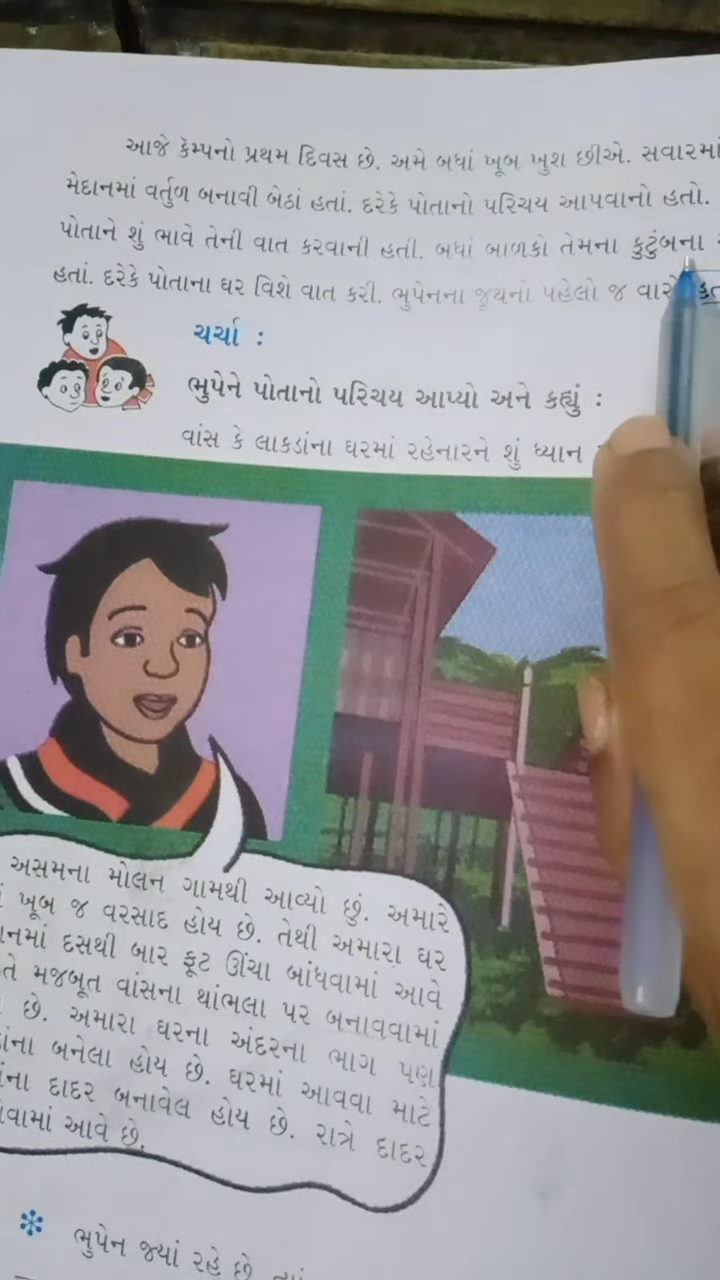 આજે કેમ્પનો પ્રથમ દિવસ છે. અમે બધાં ખૂબ ખુશ છીએ. સવારમાં
મેદાનમાં વર્તુળ બનાવી બેઠાં હતાં. દરેકે પોતાનો પરિચય આપવાનો હતો.
પોતાને શું ભાવે તેની વાત કરવાની હતી. બધાં બાળકો તેમના કુટુંબના
હતાં. દરેકે પોતાના ઘર વિશે વાત કરી. ભુપેનના જૂથનો પહેલો જ
ચર્ચા :
ભુપેને પોતાનો પરિચય આપ્યો અને કહ્યું :
વાંસ કે લાકડાંના ઘરમાં રહેનારને શું ધ્યાન
અસમના મોલન ગામથી આવ્યો છું. અમારે
ખૂબ જ વરસાદ હોય છે. તેથી અમારા ઘર
દસથી બાર ફૂટ ઊંચા બાંધવામાં આવે
મજબૂત વાંસના થાંભલા પર બનાવવામાં
છે. અમારા ઘરના અંદરના ભાગ પણ
બનેલા હોય છે. ઘરમાં આવવા માટે
દાદર બનાવેલ હોય છે. રાત્રે દાદર
આવે છે.
ભુપેન જ્યાં રહે છે,